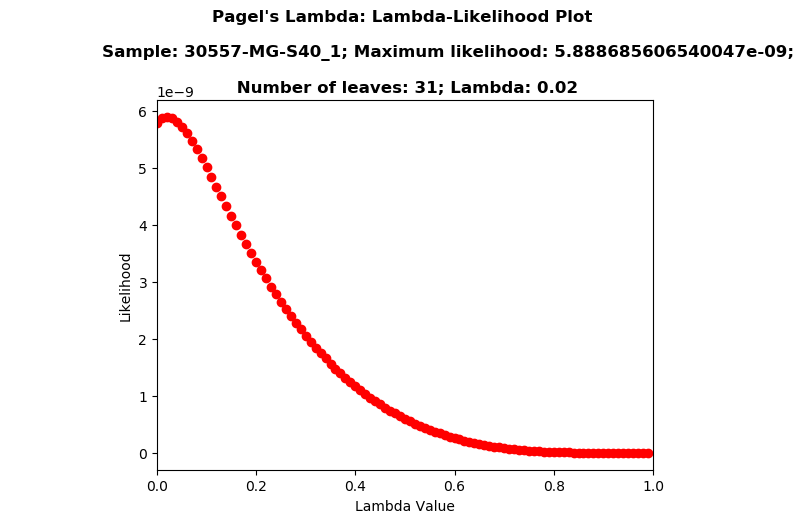 Pagel's Lambda: Lambda-Likelihood Plot
Sample: 30557-MG-S40_1; Maximum likelihood: 5.888685606540047e-09;
Number of leaves: 31; Lambda: 0.02
1e−9
6
5
4
3
2
1
0
Likelihood
0.0 0.2 0.4 0.6 0.8 1.0
Lambda Value